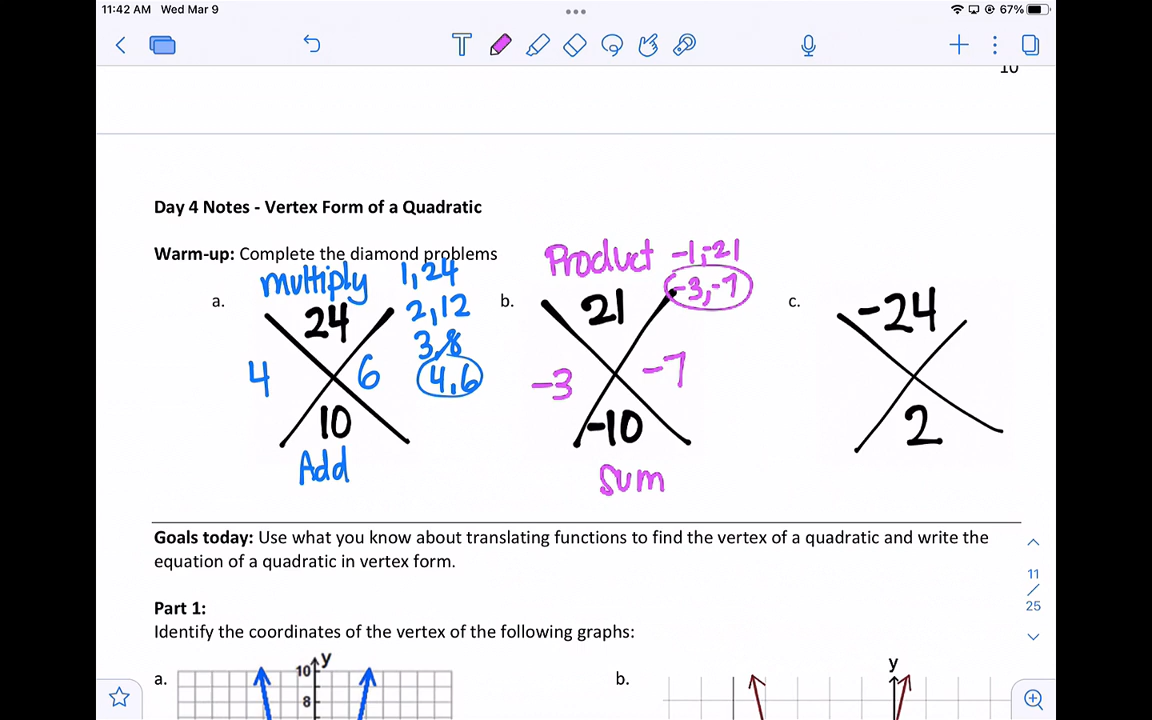 11:42 AM Wed Mar 9
67%
T
10
Day 4 Notes - Vertex Form of a Quadratic
Warm-up: Complete the diamond problems
a.
multiply
1,24
2,12
3,8
4,6
24
4
6
10
Add
b.
Product
-1,-21
-3,-7
21
-3
-7
-10
Sum
c.
-24
2
Goals today: Use what you know about translating functions to find the vertex of a quadratic and write the
equation of a quadratic in vertex form.
11
/
25
Part 1:
Identify the coordinates of the vertex of the following graphs:
a.
10
y
8
b.
y